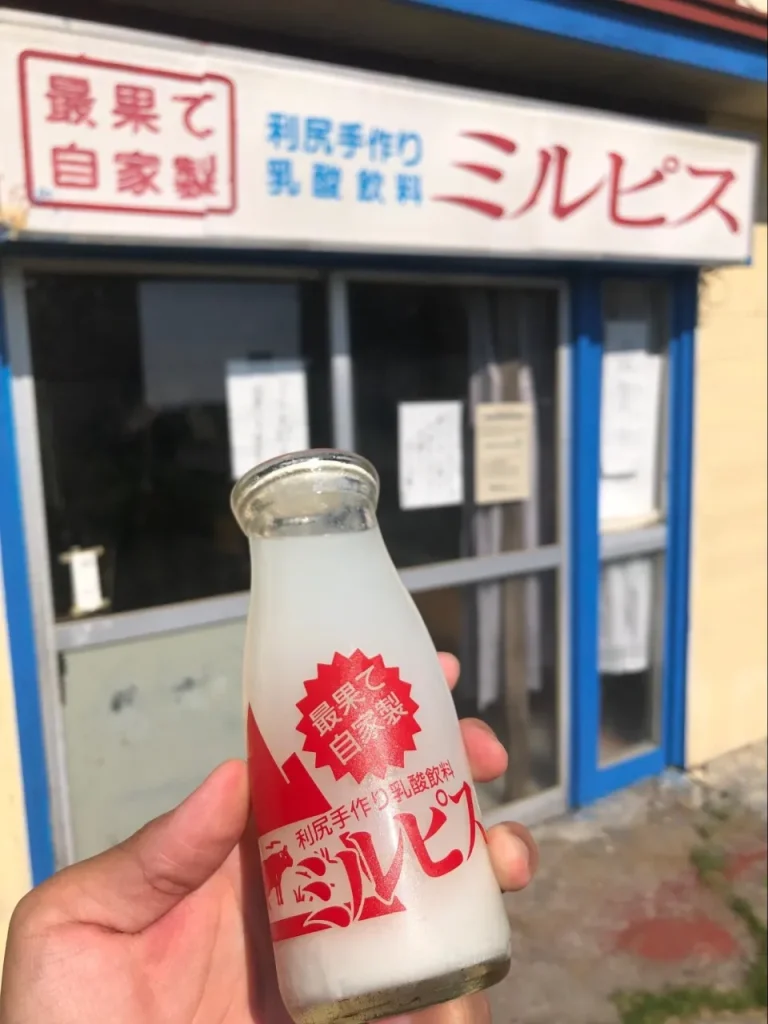 最果て
自家製
利尻手作り
乳酸飲料
ミルピス
最果て
自家製
利尻手作り乳酸飲料
ミルピス